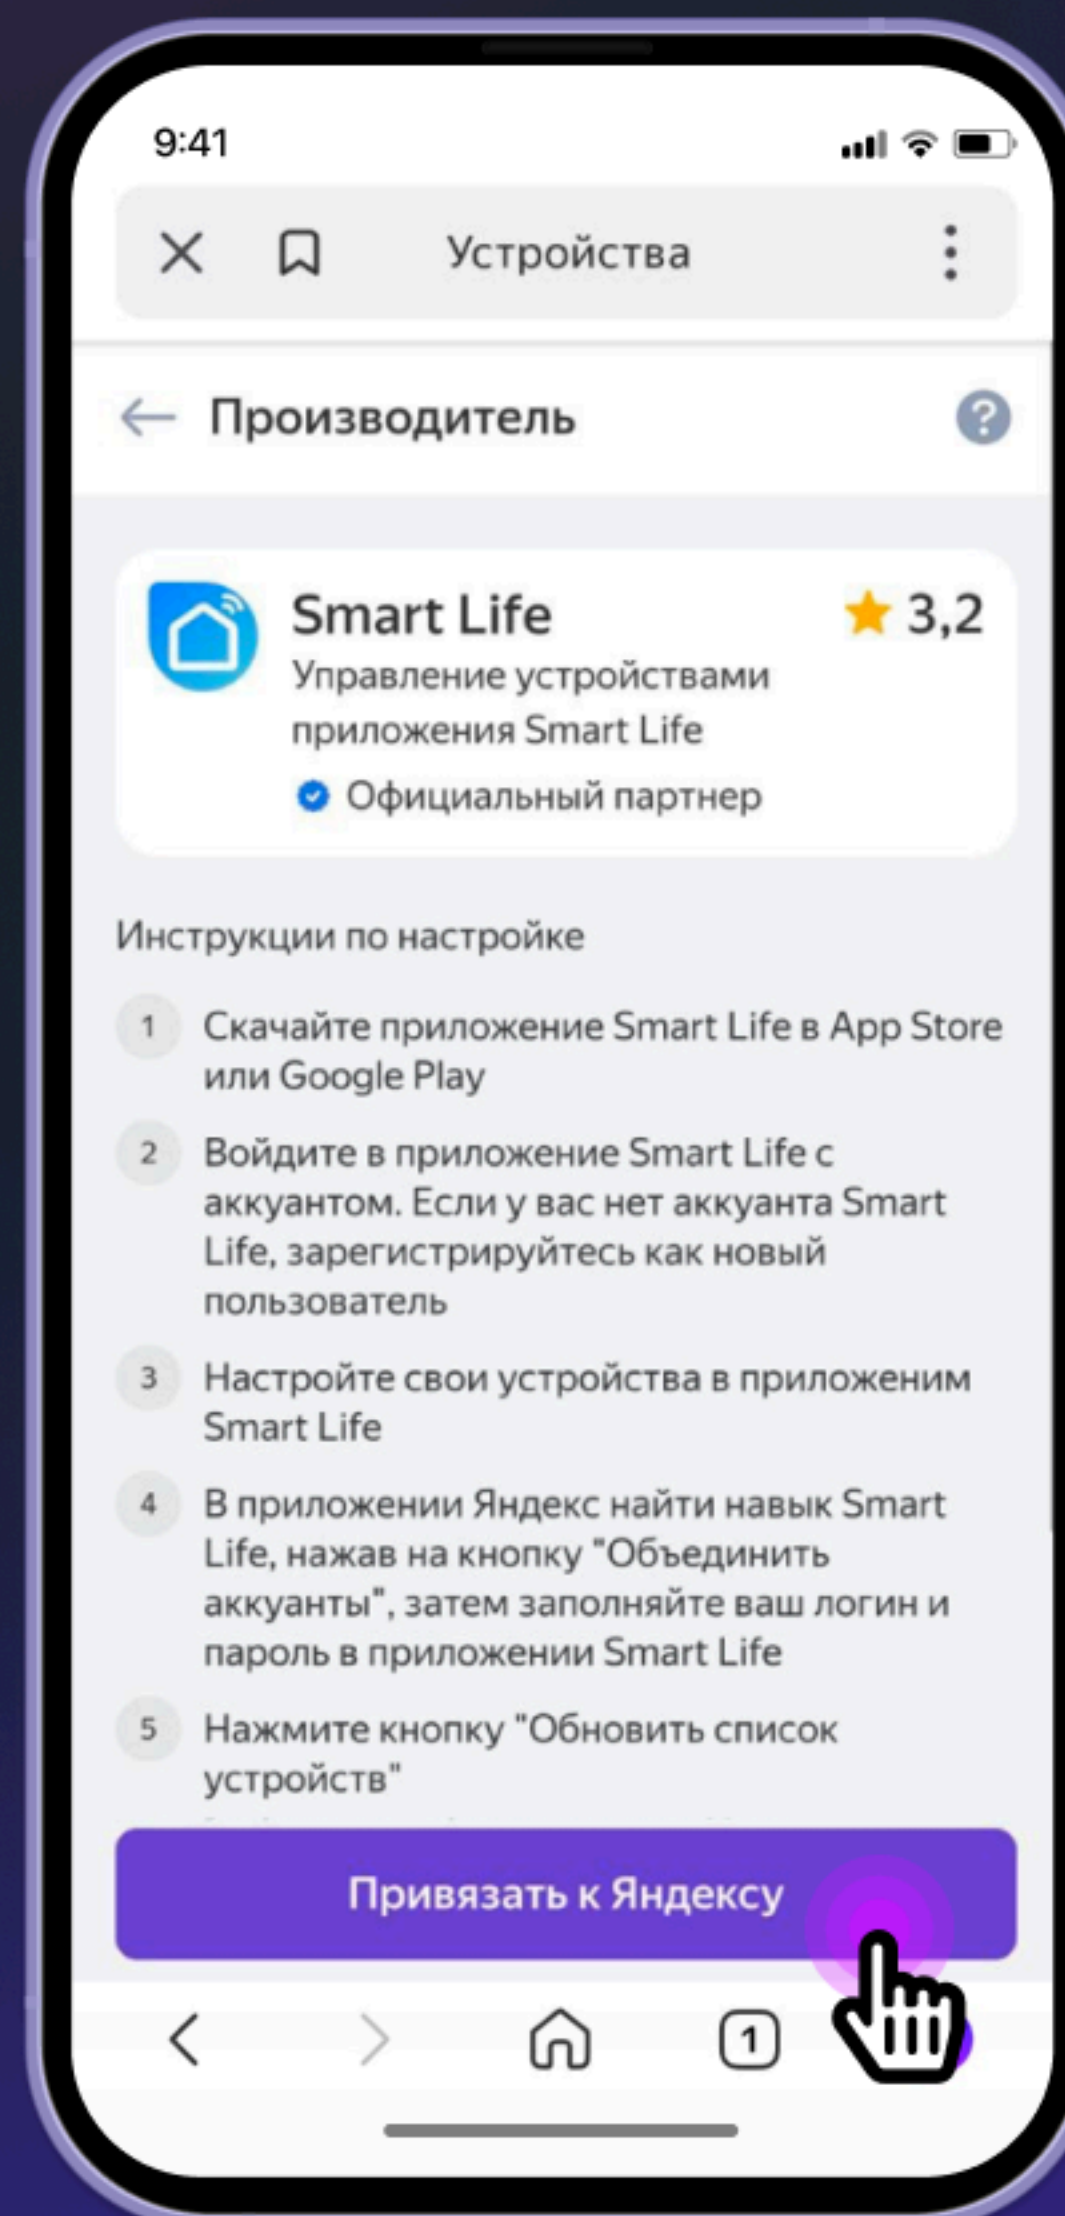 9:41
Устройства
Производитель
Smart Life
3,2
Управление устройствами
приложения Smart Life
Официальный партнер
Инструкции по настройке
1 Скачайте приложение Smart Life в App Store
или Google Play
2 Войдите в приложение Smart Life с
аккуантом. Если у вас нет аккуанта Smart
Life, зарегистрируйтесь как новый
пользователь
3 Настройте свои устройства в приложеним
Smart Life
4 В приложении Яндекс найти навык Smart
Life, нажав на кнопку "Объединить
аккуанты", затем заполняйте ваш логин и
пароль в приложении Smart Life
5 Нажмите кнопку "Обновить список
устройств"
Привязать к Яндексу
1